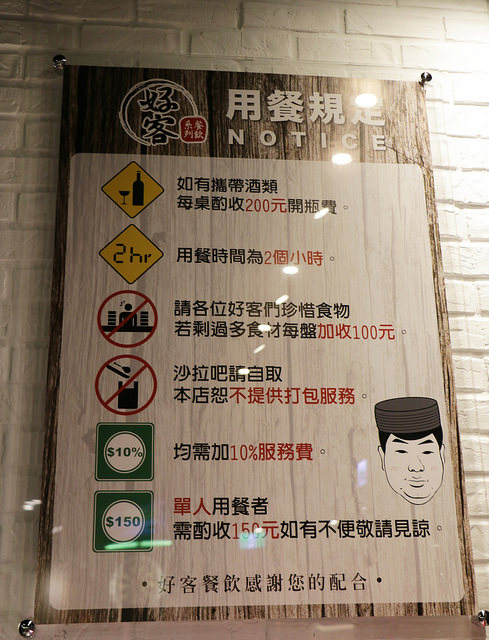 好客
餐飲系列
用餐規定
NOTICE
如有攜帶酒類
每桌酌收200元開瓶費。
2hr
用餐時間為2個小時。
請各位好客們珍惜食物
若剩過多食材每盤加收100元。
沙拉吧請自取
本店恕不提供打包服務。
$10%
均需加10%服務費。
$150
單人用餐者
需酌收150元如有不便敬請見諒。
•好客餐飲感謝您的配合•